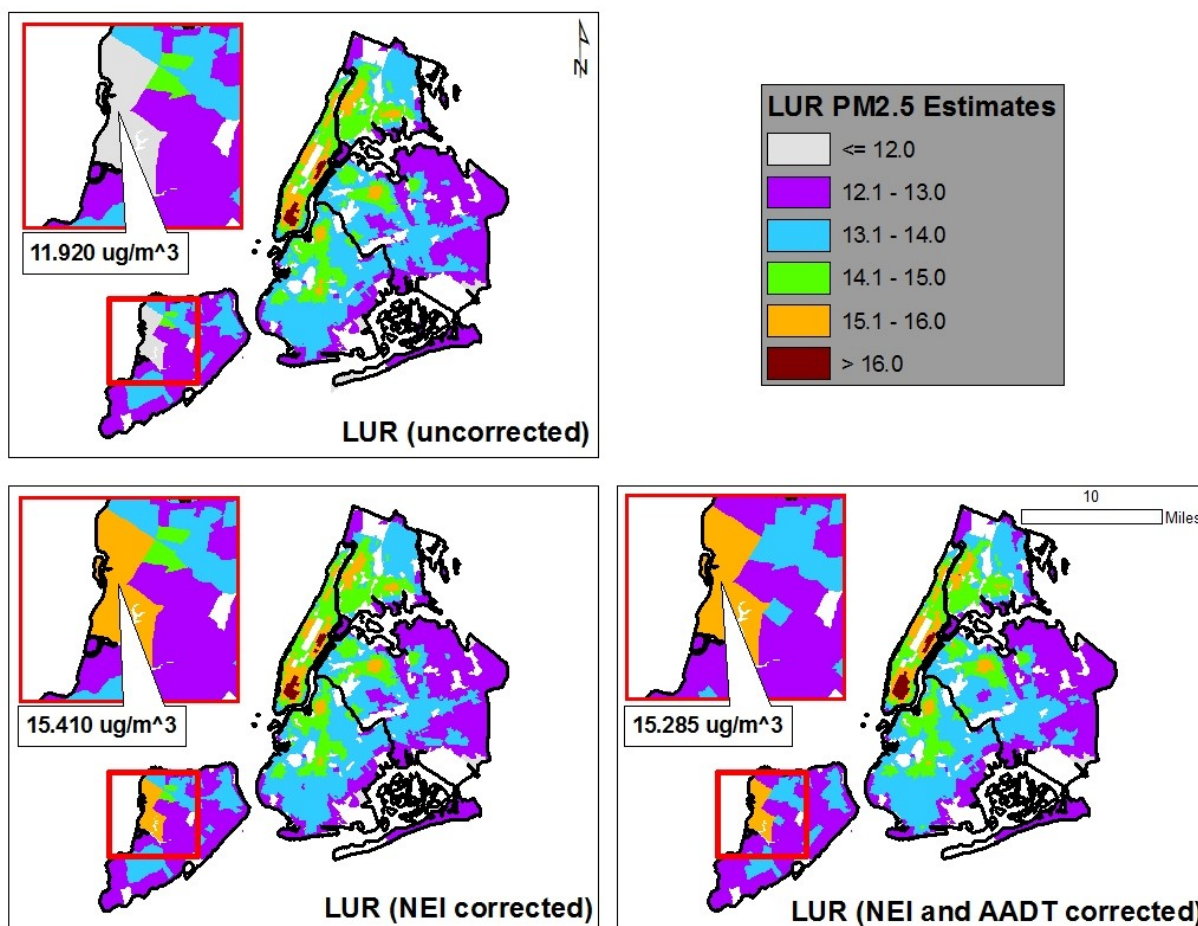 N
11.920 ug/m^3
LUR (uncorrected)
LUR PM2.5 Estimates
<= 12.0
12.1 - 13.0
13.1 - 14.0
14.1 - 15.0
15.1 - 16.0
> 16.0
15.410 ug/m^3
LUR (NEI corrected)
10
Miles
15.285 ug/m^3
LUR (NEI and AADT corrected)